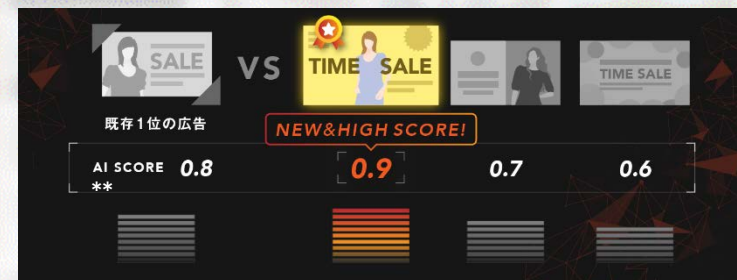 SALE
VS
TIME SALE
TIME SALE
既存1位の広告
NEW&HIGH SCORE!
AI SCORE 0.8 0.9 0.7 0.6
**